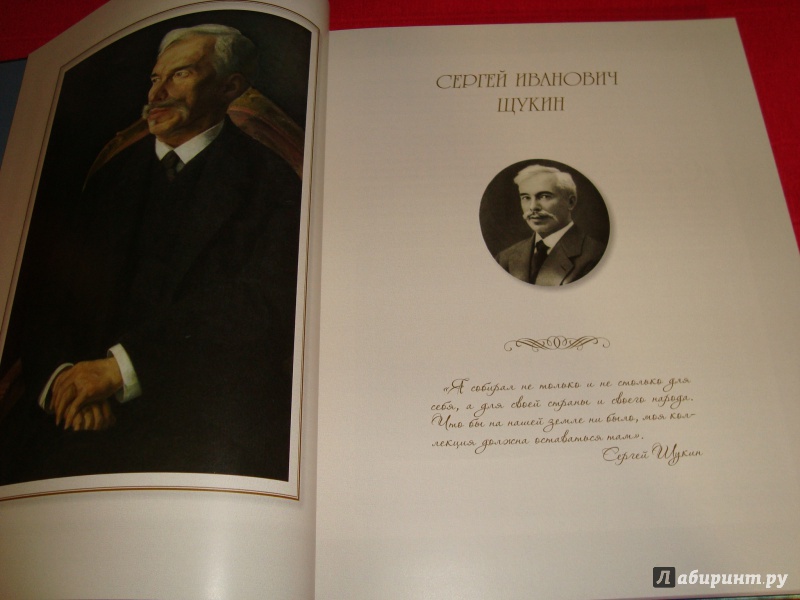 СЕРГЕЙ ИВАНОВИЧ
ЩУКИН
«Я собирал не только и не столько для
себя, а для своей страны и своего народа.
Что бы на нашей земле ни было, моя кол-
лекция должна оставаться там».
Сергей Щукин
Лабиринт.ру